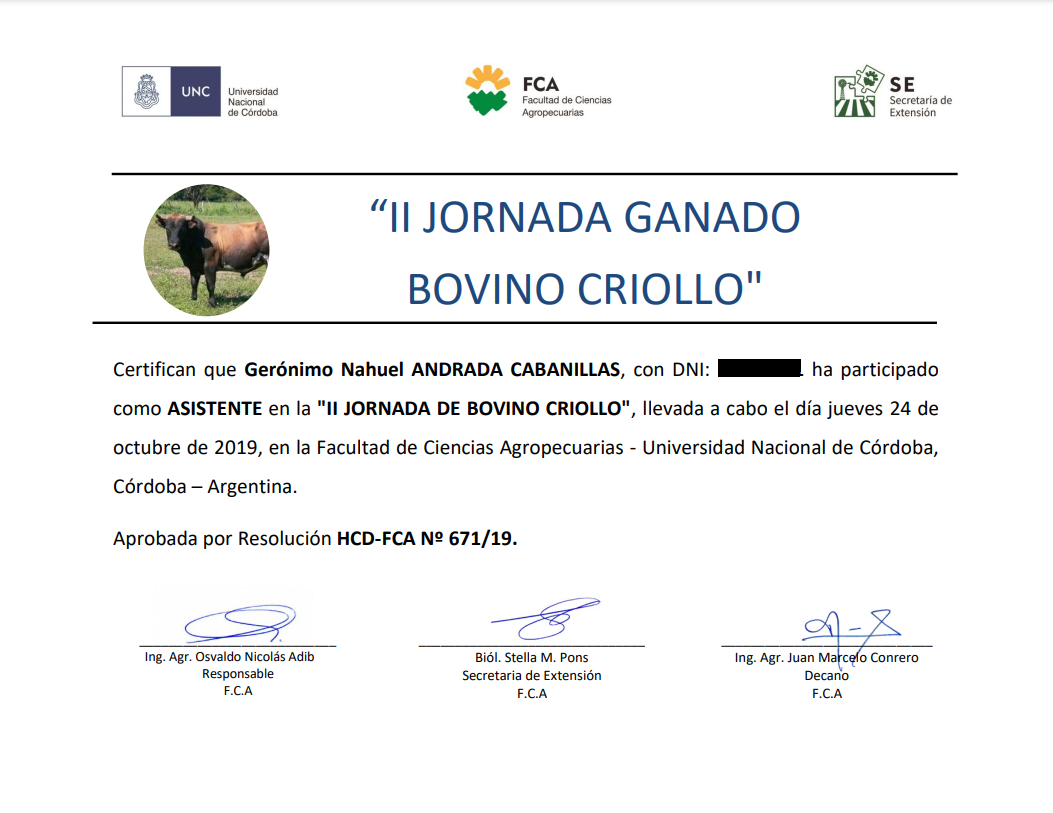 UNC
Universidad
Nacional
de Córdoba
FCA
Facultad de Ciencias
Agropecuarias
SE
Secretaría de
Extensión
“II JORNADA GANADO
BOVINO CRIOLLO"
Certifican que Gerónimo Nahuel ANDRADA CABANILLAS, con DNI: ha participado
como ASISTENTE en la "II JORNADA DE BOVINO CRIOLLO", llevada a cabo el día jueves 24 de
octubre de 2019, en la Facultad de Ciencias Agropecuarias - Universidad Nacional de Córdoba,
Córdoba – Argentina.
Aprobada por Resolución HCD-FCA Nº 671/19.
Ing. Agr. Osvaldo Nicolás Adib
Responsable
F.C.A
Biól. Stella M. Pons
Secretaria de Extensión
F.C.A
Ing. Agr. Juan Marcelo Conrero
Decano
F.C.A